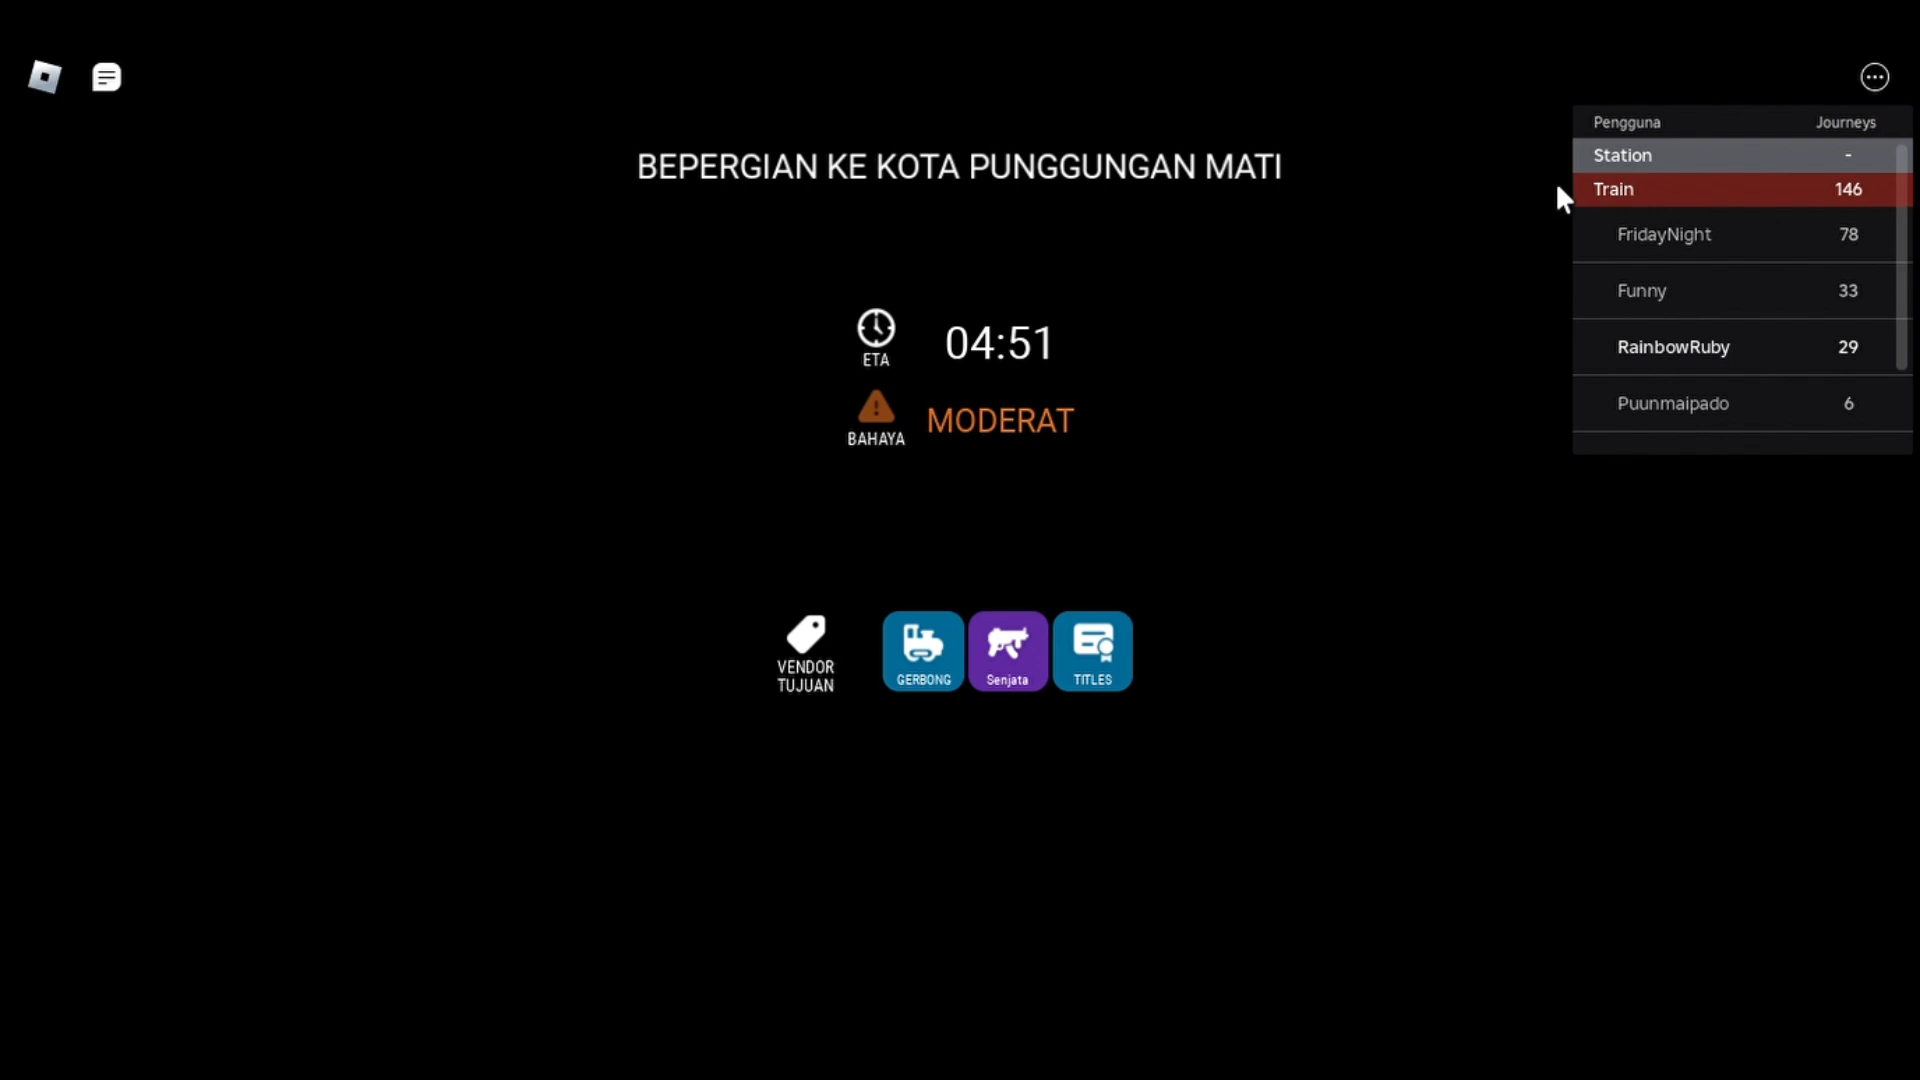 Pengguna Journeys
Station -
Train 146
FridayNight 78
Funny 33
RainbowRuby 29
Puunmaipado 6
BEPERGIAN KE KOTA PUNGGUNGAN MATI
ETA
04:51
BAHAYA
MODERAT
VENDOR
TUJUAN
GERBONG
Senjata
TITLES